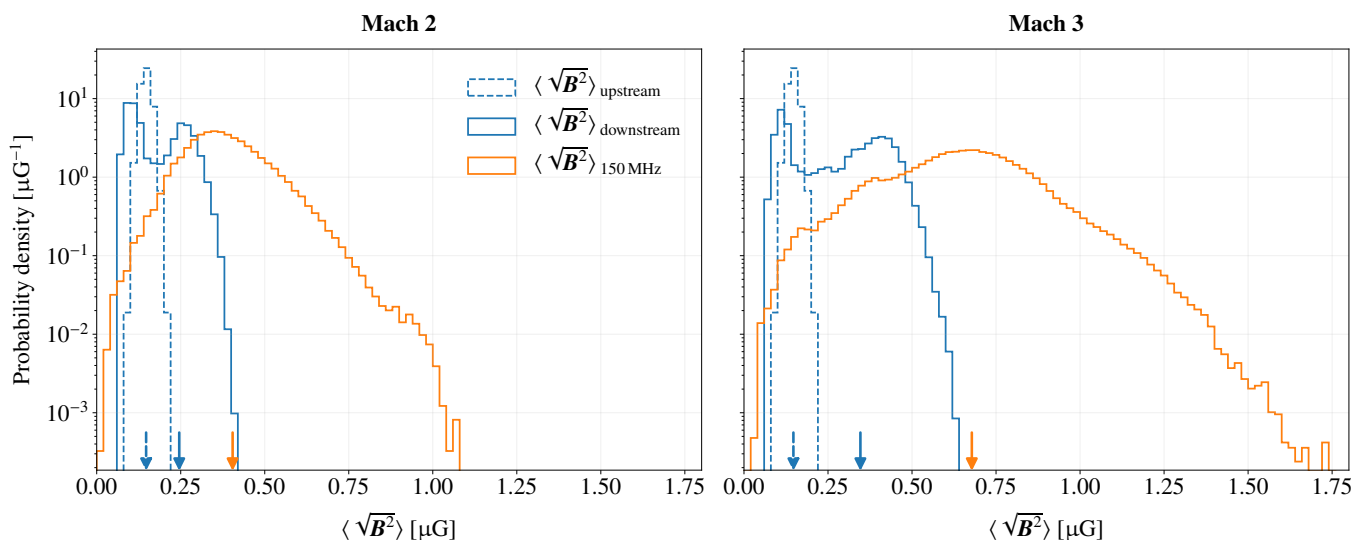 Mach 2
Mach 3
Probability density [μG⁻¹]
10¹
10⁰
10⁻¹
10⁻²
10⁻³
⟨√B²⟩ upstream
⟨√B²⟩ downstream
⟨√B²⟩ 150 MHz
0.00 0.25 0.50 0.75 1.00 1.25 1.50 1.75
0.00 0.25 0.50 0.75 1.00 1.25 1.50 1.75
⟨√B²⟩ [μG]
⟨√B²⟩ [μG]